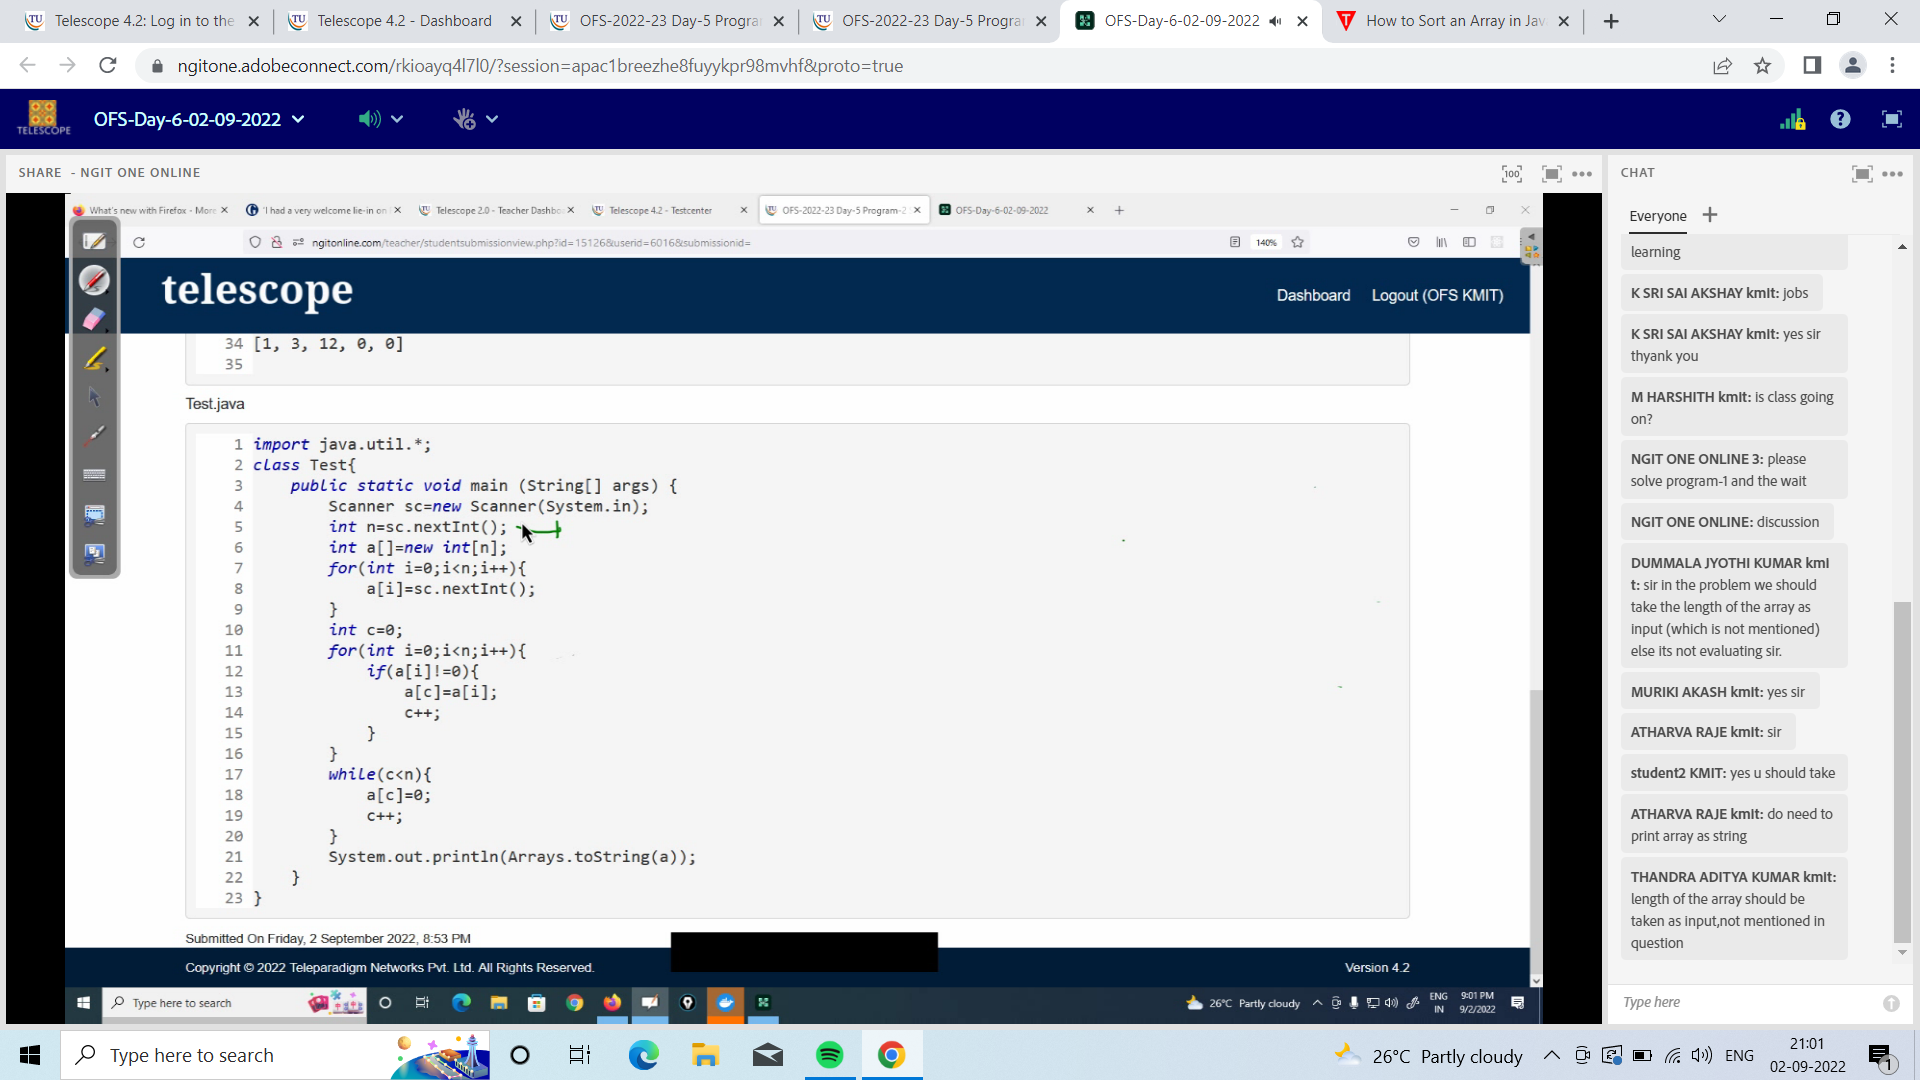 Telescope 4.2: Log in to the
Telescope 4.2 - Dashboard
OFS-2022-23 Day-5 Progra
OFS-2022-23 Day-5 Progra
OFS-Day-6-02-09-2022
How to Sort an Array in Jav
ngitone.adobeconnect.com/rkioayq4l7l0/?session=apac1breezhe8fuyykpr98mvhf&proto=true
TELESCOPE
OFS-Day-6-02-09-2022
SHARE - NGIT ONE ONLINE
100
What's new with Firefox - More
"I had a very welcome lie-in on
Telescope 2.0 - Teacher Dashbo
Telescope 4.2 - Testcenter
OFS-2022-23 Day-5 Program-2
OFS-Day-6-02-09-2022
ngitonline.com/teacher/studentsubmissionview.php?id=15126&userid=6016&submissionid=
140%
telescope
Dashboard
Logout (OFS KMIT)
34 [1, 3, 12, 0, 0]
35
Test.java
1 import java.util.*;
2 class Test{
3 public static void main (String[] args) {
4 Scanner sc=new Scanner(System.in);
5 int n=sc.nextInt();
6 int a[]=new int[n];
7 for(int i=0;i<n;i++){
8 a[i]=sc.nextInt();
9 }
10 int c=0;
11 for(int i=0;i<n;i++){
12 if(a[i]!=0){
13 a[c]=a[i];
14 c++;
15 }
16 }
17 while(c<n){
18 a[c]=0;
19 c++;
20 }
21 System.out.println(Arrays.toString(a));
22 }
23 }
Submitted On Friday, 2 September 2022, 8:53 PM
Copyright © 2022 Teleparadigm Networks Pvt. Ltd. All Rights Reserved.
Version 4.2
Type here to search
26°C Partly cloudy
ENG
IN
9:01 PM
9/2/2022
CHAT
Everyone
learning
K SRI SAI AKSHAY kmit: jobs
K SRI SAI AKSHAY kmit: yes sir
thyank you
M HARSHITH kmit: is class going
on?
NGIT ONE ONLINE 3: please
solve program-1 and the wait
NGIT ONE ONLINE: discussion
DUMMALA JYOTHI KUMAR kmi
t: sir in the problem we should
take the length of the array as
input (which is not mentioned)
else its not evaluating sir.
MURIKI AKASH kmit: yes sir
ATHARVA RAJE kmit: sir
student2 KMIT: yes u should take
ATHARVA RAJE kmit: do need to
print array as string
THANDRA ADITYA KUMAR kmit:
length of the array should be
taken as input,not mentioned in
question
Type here
Type here to search
26°C Partly cloudy
ENG
21:01
02-09-2022
1